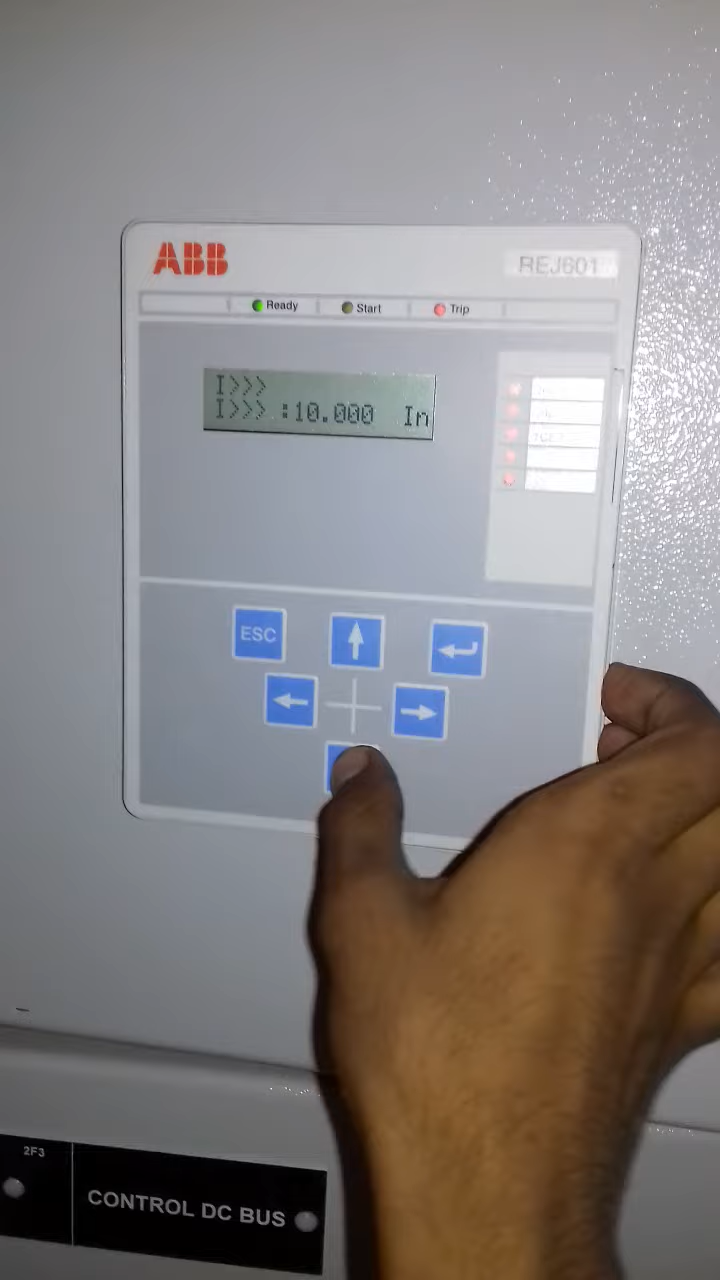 ABB
REJ601
Ready
Start
Trip
I>>>
I>>> :10.000 In
ESC
2F3
CONTROL DC BUS